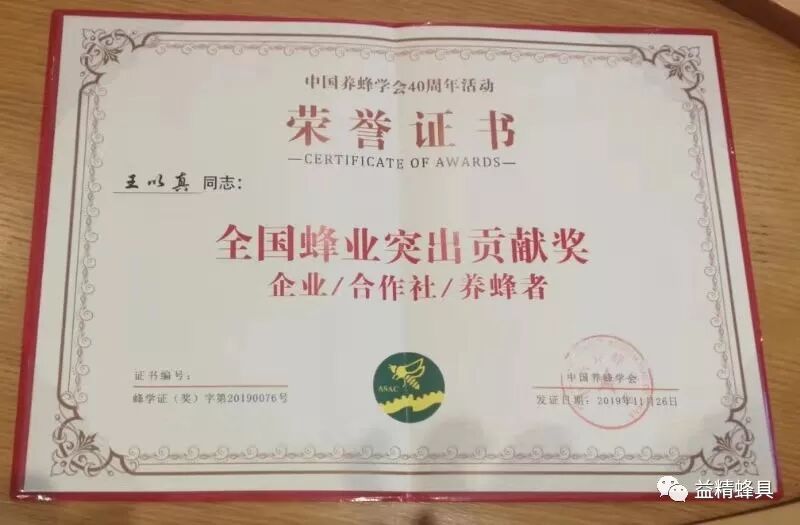 中国养蜂学会40周年活动
荣誉证书
—CERTIFICATE OF AWARDS—
王以真 同志：
全国蜂业突出贡献奖
企业/合作社/养蜂者
证书编号：
蜂学证（奖）字第20190076号
ASAC
中国养蜂学会
发证日期：2019年11月26日
益精蜂具